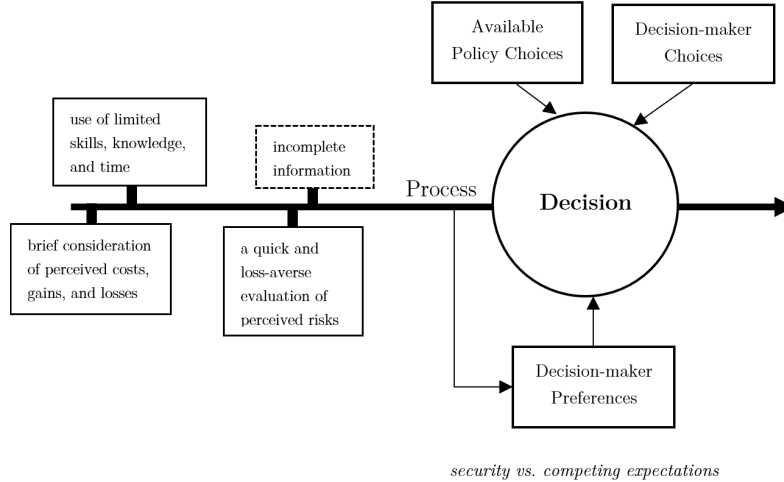 Available
Policy Choices
Decision-maker
Choices
use of limited
skills, knowledge,
and time
incomplete
information
Process
Decision
brief consideration
of perceived costs,
gains, and losses
a quick and
loss-averse
evaluation of
perceived risks
Decision-maker
Preferences
security vs. competing expectations